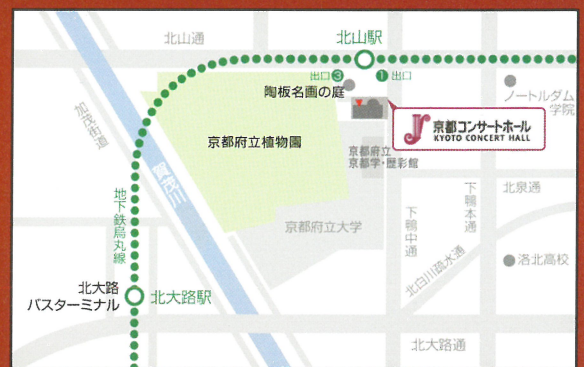 北山通
北山駅
出口3
1出口
陶板名画の庭
ノートルダム
学院
加茂街道
京都コンサートホール
KYOTO CONCERT HALL
京都府立植物園
京都府立
京都学・歴彩館
賀茂川
地下鉄烏丸線
北泉通
下鴨本通
下鴨中通
京都府立大学
北白川疏水通
洛北高校
北大路
バスターミナル
北大路駅
北大路通